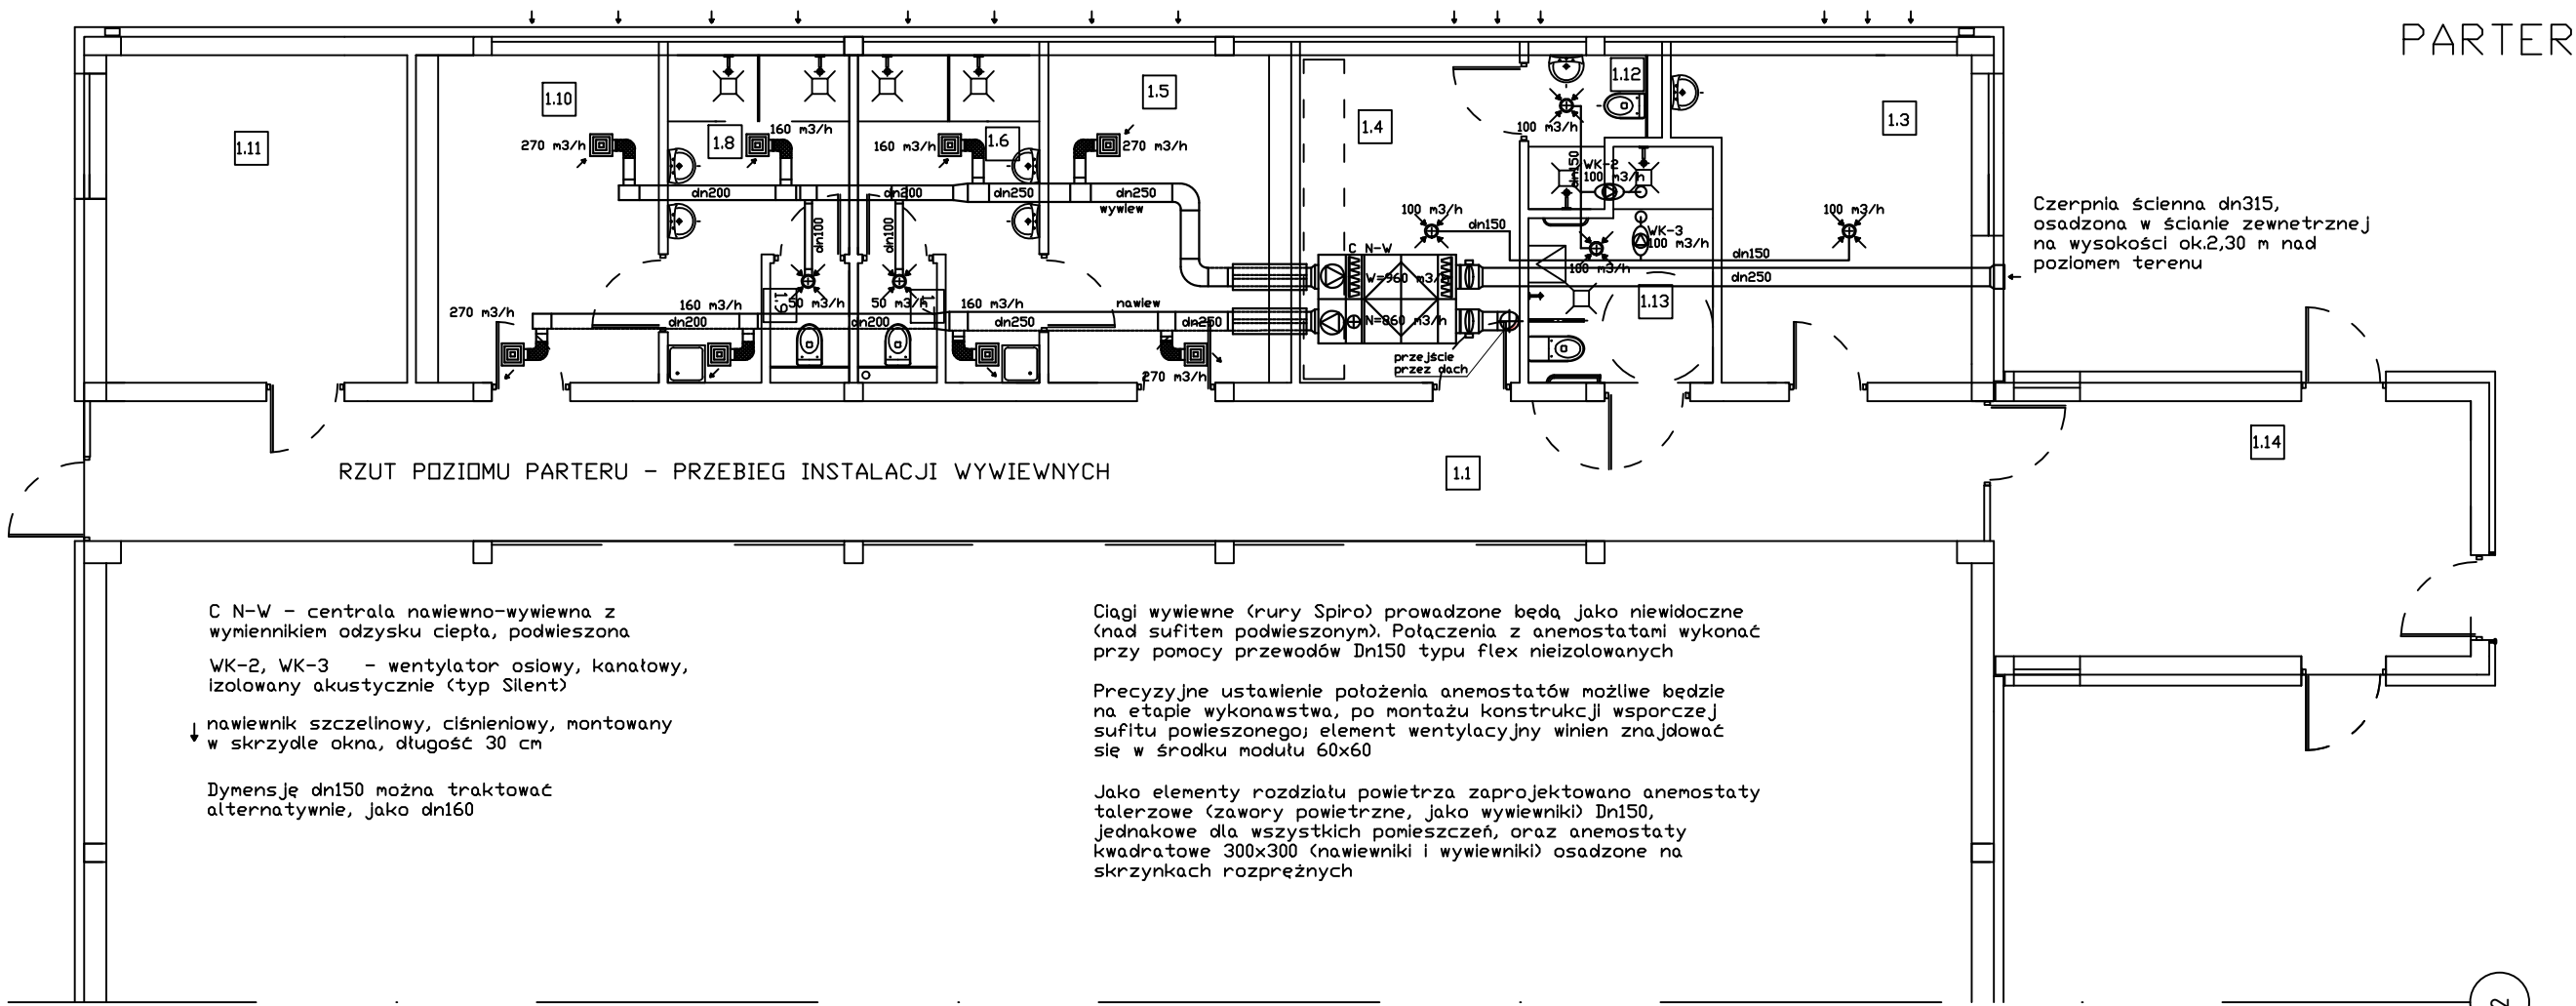 PARTER
1.11
1.10
1.8
1.6
1.5
1.4
1.12
1.3
270 m3/h
160 m3/h
160 m3/h
270 m3/h
100 m3/h
dn150
WK-2
100 m3/h
dn200
dn200
dn250
dn250
wywiew
dn100
dn100
100 m3/h
dn150
WK-3
100 m3/h
100 m3/h
C N-W
W=960 m3/h
100 m3/h
dn150
dn250
Czerpnia ścienna dn315,
osadzona w ścianie zewnetrznej
na wysokości ok.2,30 m nad
poziomem terenu
270 m3/h
160 m3/h
1.9
50 m3/h
50 m3/h
160 m3/h
nawiew
1.13
dn200
dn200
dn250
dn250
N=860 m3/h
270 m3/h
przejście
przez dach
RZUT POZIOMU PARTERU - PRZEBIEG INSTALACJI WYWIEWNYCH
1.1
1.14
C N-W - centrala nawiewno-wywiewna z
wymiennikiem odzysku ciepła, podwieszona
WK-2, WK-3 - wentylator osiowy, kanałowy,
izolowany akustycznie (typ Silent)
nawiewnik szczelinowy, ciśnieniowy, montowany
w skrzydle okna, długość 30 cm
Dymensję dn150 można traktować
alternatywnie, jako dn160
Ciągi wywiewne (rury Spiro) prowadzone będą jako niewidoczne
(nad sufitem podwieszonym). Połączenia z anemostatami wykonać
przy pomocy przewodów Dn150 typu flex nieizolowanych
Precyzyjne ustawienie położenia anemostatów możliwe będzie
na etapie wykonawstwa, po montażu konstrukcji wsporczej
sufitu powieszonego; element wentylacyjny winien znajdować
się w środku modułu 60x60
Jako elementy rozdziału powietrza zaprojektowano anemostaty
talerzowe (zawory powietrzne, jako wywiewniki) Dn150,
jednakowe dla wszystkich pomieszczeń, oraz anemostaty
kwadratowe 300x300 (nawiewniki i wywiewniki) osadzone na
skrzynkach rozprężnych